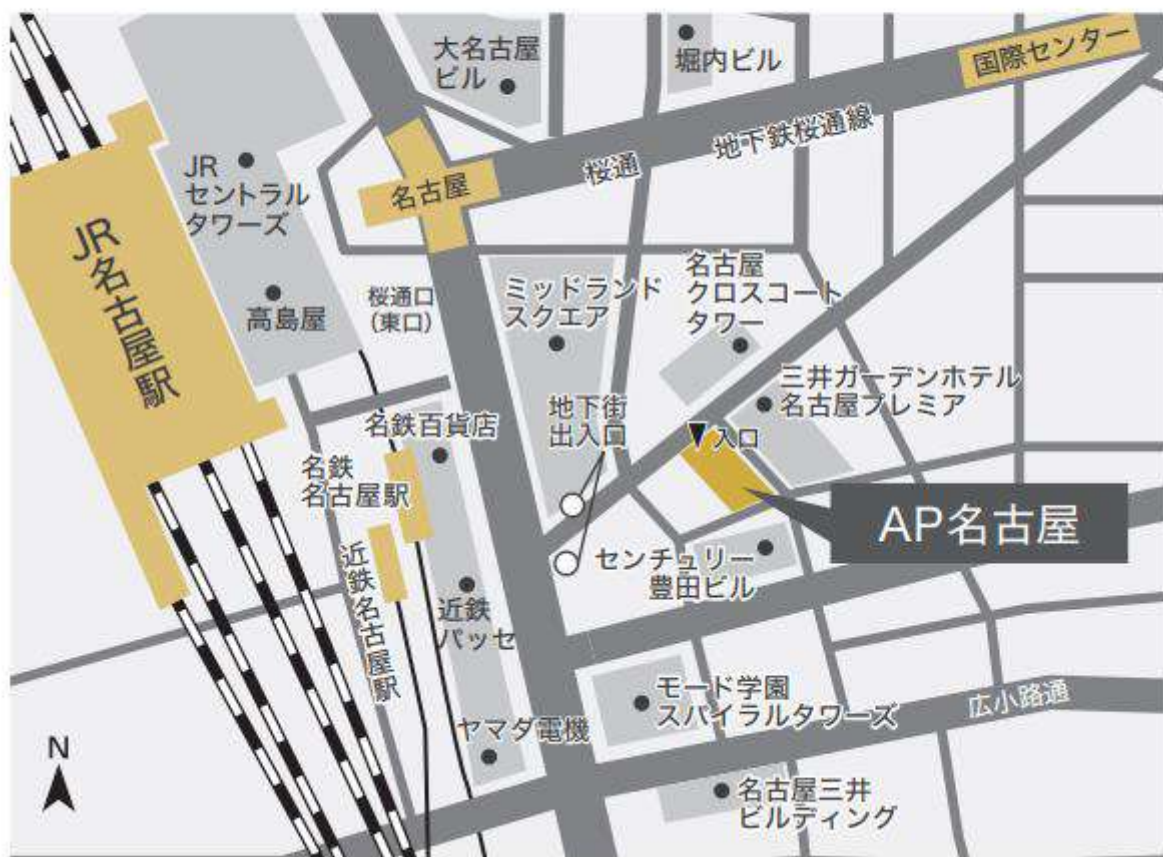 大名古屋
ビル
堀内ビル
国際センター
地下鉄桜通線
桜通
JR
セントラル
タワーズ
名古屋
JR名古屋駅
高島屋
桜通口
(東口)
ミッドランド
スクエア
名古屋
クロスコート
タワー
三井ガーデンホテル
名古屋プレミア
地下街
出入口
入口
名鉄百貨店
名鉄
名古屋駅
AP名古屋
近鉄名古屋駅
センチュリー
豊田ビル
近鉄
パッセ
モード学園
スパイラルタワーズ
広小路通
ヤマダ電機
N
名古屋三井
ビルディング